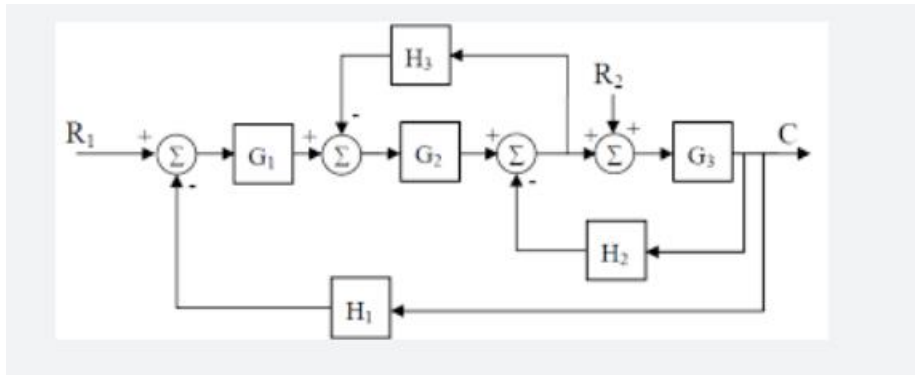 H₃
R₂
R₁ + Σ G₁ + Σ - G₂ + Σ + Σ + G₃ C
- -
H₂
H₁